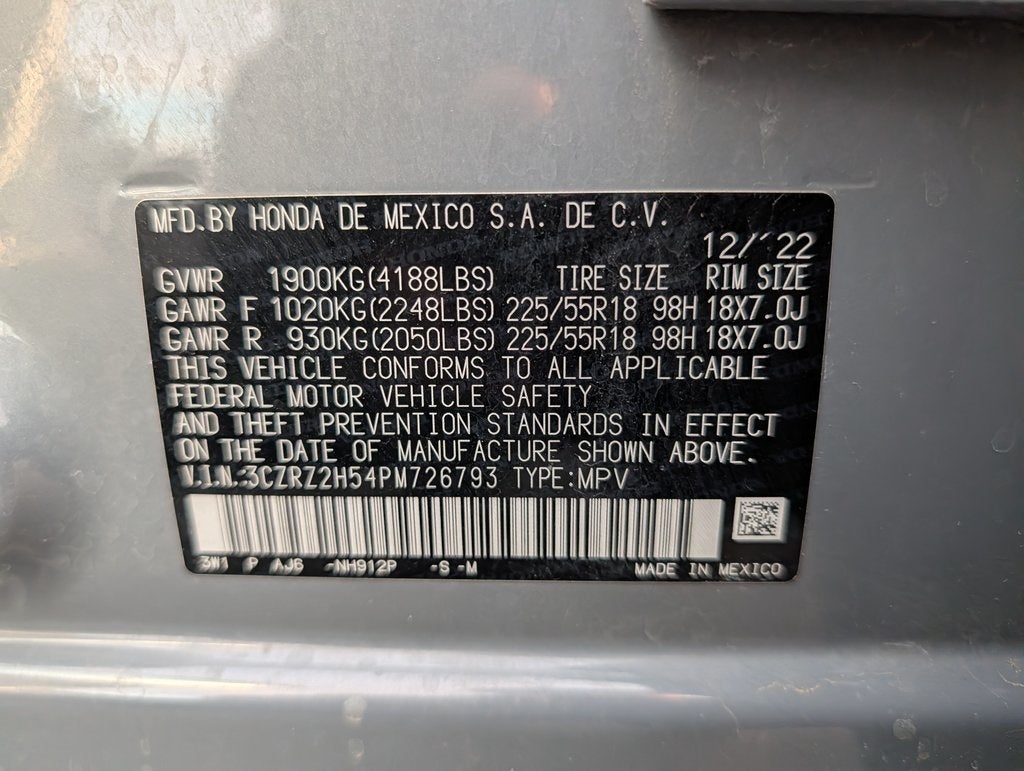 MFD.BY HONDA DE MEXICO S.A. DE C.V.
12/'22
GVWR 1900KG(4188LBS) TIRE SIZE RIM SIZE
GAWR F 1020KG(2248LBS) 225/55R18 98H 18X7.0J
GAWR R 930KG(2050LBS) 225/55R18 98H 18X7.0J
THIS VEHICLE CONFORMS TO ALL APPLICABLE
FEDERAL MOTOR VEHICLE SAFETY
AND THEFT PREVENTION STANDARDS IN EFFECT
ON THE DATE OF MANUFACTURE SHOWN ABOVE.
V.I.N.:3CZRZ2H54PM726793 TYPE:MPV
3W1 P AJ6 -NH912P -S -M MADE IN MEXICO